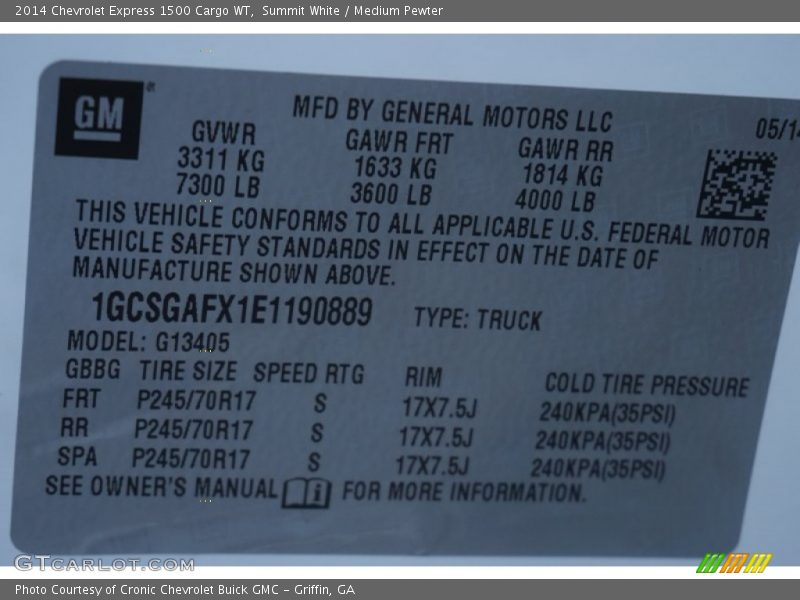 2014 Chevrolet Express 1500 Cargo WT, Summit White / Medium Pewter
GM
MFD BY GENERAL MOTORS LLC
05/14
GVWR GAWR FRT GAWR RR
3311 KG 1633 KG 1814 KG
7300 LB 3600 LB 4000 LB
THIS VEHICLE CONFORMS TO ALL APPLICABLE U.S. FEDERAL MOTOR
VEHICLE SAFETY STANDARDS IN EFFECT ON THE DATE OF
MANUFACTURE SHOWN ABOVE.
1GCSGAFX1E1190889 TYPE: TRUCK
MODEL: G13405
GBBG TIRE SIZE SPEED RTG RIM COLD TIRE PRESSURE
FRT P245/70R17 S 17X7.5J 240KPA(35PSI)
RR P245/70R17 S 17X7.5J 240KPA(35PSI)
SPA P245/70R17 S 17X7.5J 240KPA(35PSI)
SEE OWNER'S MANUAL FOR MORE INFORMATION.
GTCARLOT.COM
Photo Courtesy of Cronic Chevrolet Buick GMC – Griffin, GA